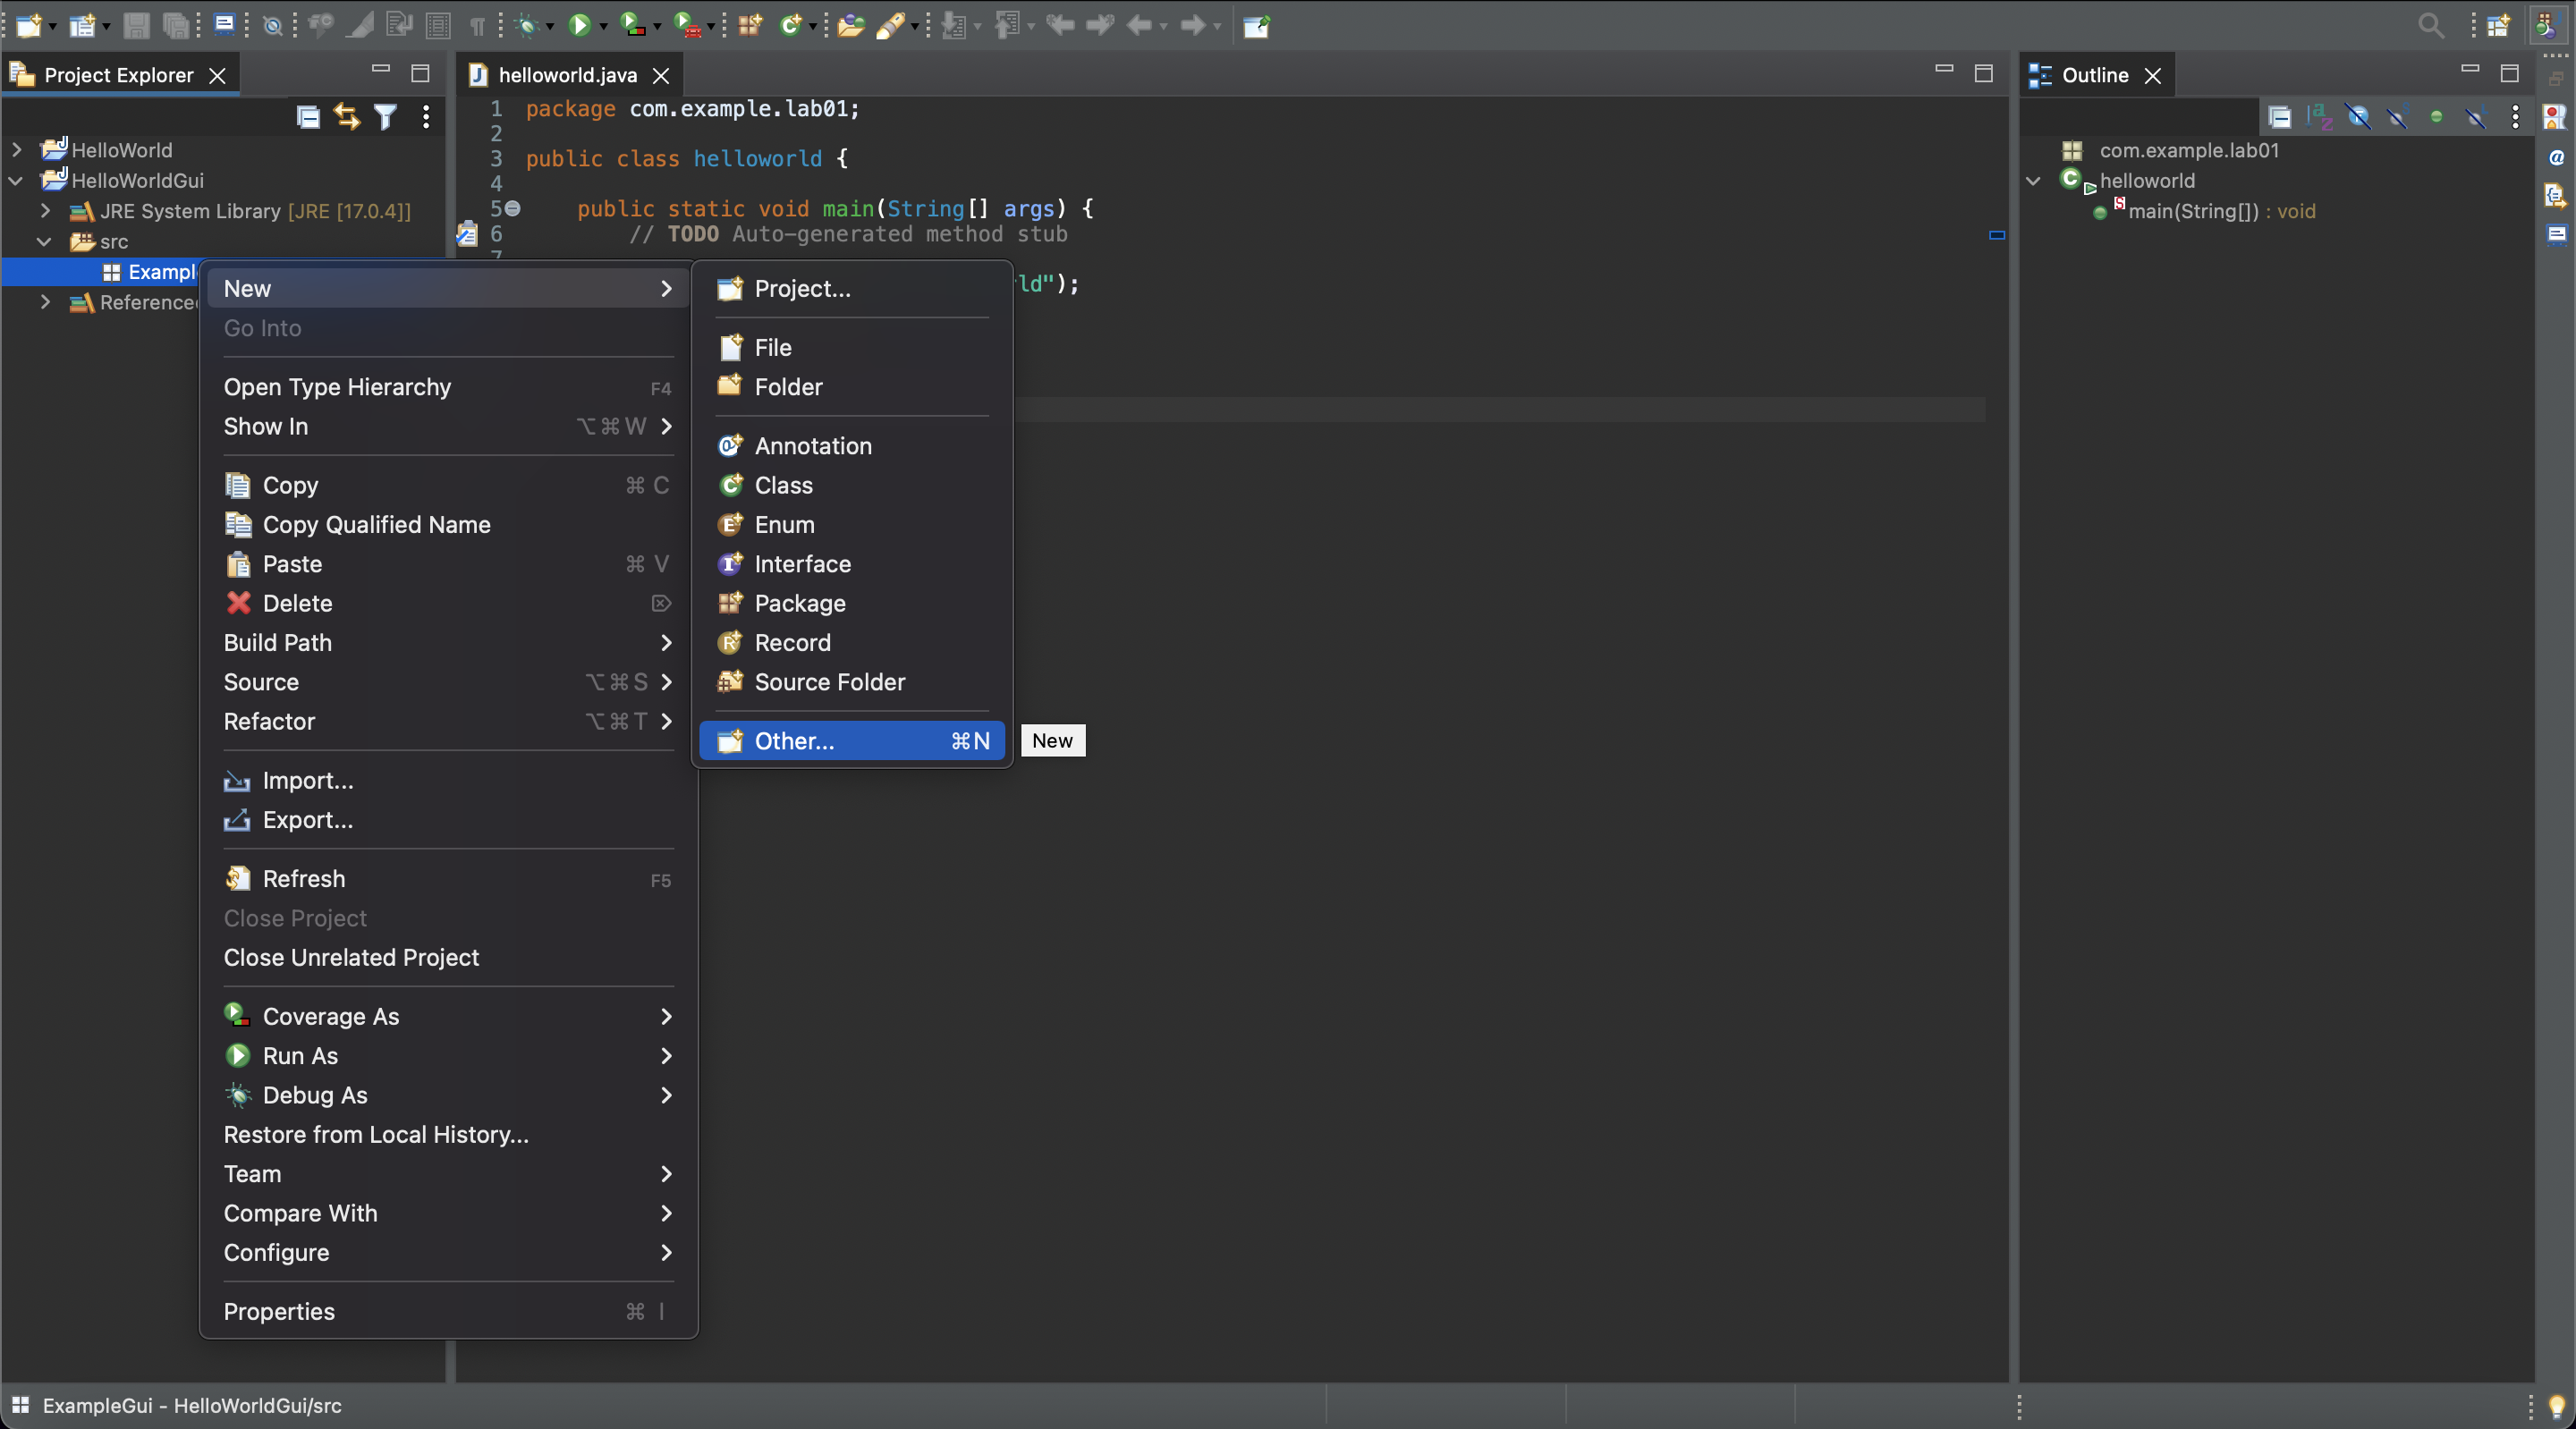 Project Explorer
HelloWorld
HelloWorldGui
JRE System Library [JRE [17.0.4]]
src
Exampl
Reference
helloworld.java
1 package com.example.lab01;
2
3 public class helloworld {
4
5 public static void main(String[] args) {
6 // TODO Auto-generated method stub
7
ld");
New
Go Into
Open Type Hierarchy F4
Show In ⌥⌘W
Copy ⌘ C
Copy Qualified Name
Paste ⌘ V
Delete ⌦
Build Path
Source ⌥⌘S
Refactor ⌥⌘T
Import...
Export...
Refresh F5
Close Project
Close Unrelated Project
Coverage As
Run As
Debug As
Restore from Local History...
Team
Compare With
Configure
Properties ⌘ I
Project...
File
Folder
Annotation
Class
Enum
Interface
Package
Record
Source Folder
Other... ⌘N
New
Outline
com.example.lab01
helloworld
main(String[]) : void
ExampleGui - HelloWorldGui/src